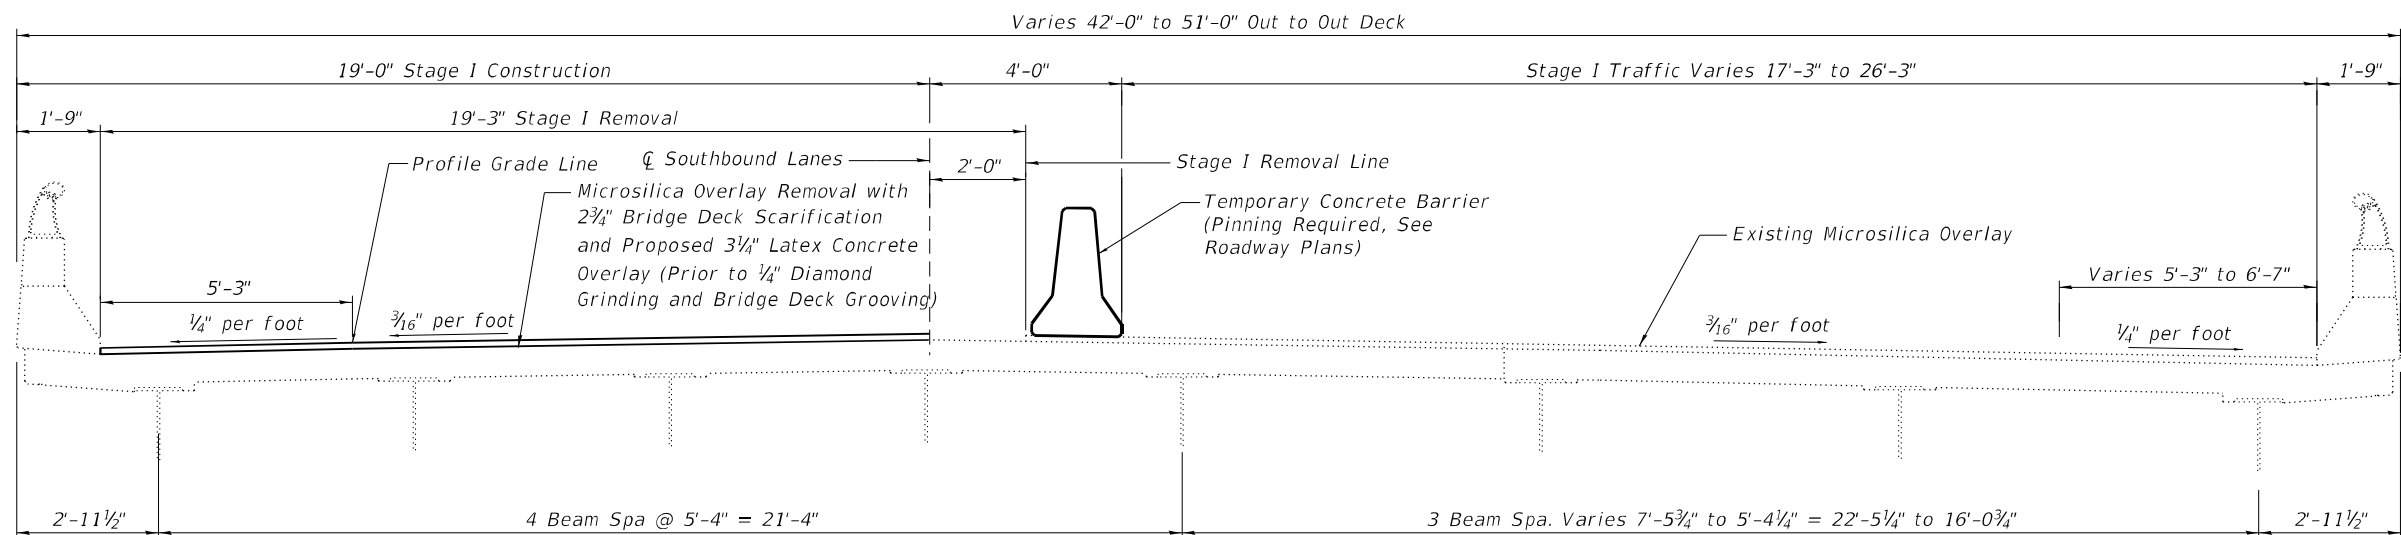 Varies 42'-0" to 51'-0" Out to Out Deck
19'-0" Stage I Construction
4'-0"
Stage I Traffic Varies 17'-3" to 26'-3"
1'-9"
1'-9"
19'-3" Stage I Removal
Profile Grade Line
℄ Southbound Lanes
2'-0"
Stage I Removal Line
Microsilica Overlay Removal with
2¾" Bridge Deck Scarification
and Proposed 3¼" Latex Concrete
Overlay (Prior to ¼" Diamond
Grinding and Bridge Deck Grooving)
Temporary Concrete Barrier
(Pinning Required, See
Roadway Plans)
Existing Microsilica Overlay
5'-3"
Varies 5'-3" to 6'-7"
¼" per foot
3/16" per foot
3/16" per foot
¼" per foot
2'-11½"
4 Beam Spa @ 5'-4" = 21'-4"
3 Beam Spa. Varies 7'-5¾" to 5'-4¼" = 22'-5¼" to 16'-0¾"
2'-11½"